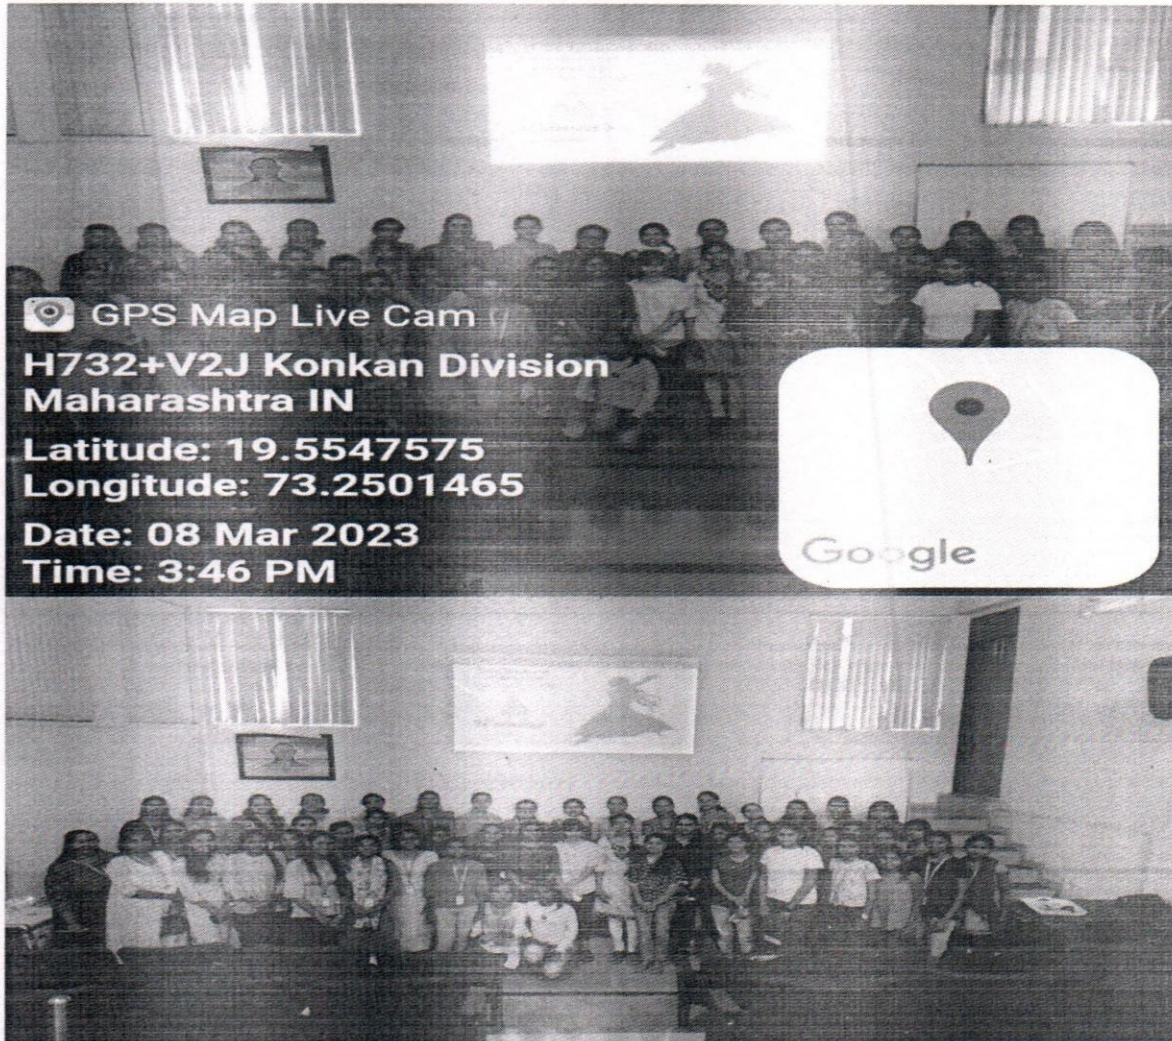 GPS Map Live Cam
H732+V2J Konkan Division
Maharashtra IN
Latitude: 19.5547575
Longitude: 73.2501465
Date: 08 Mar 2023
Time: 3:46 PM
Google